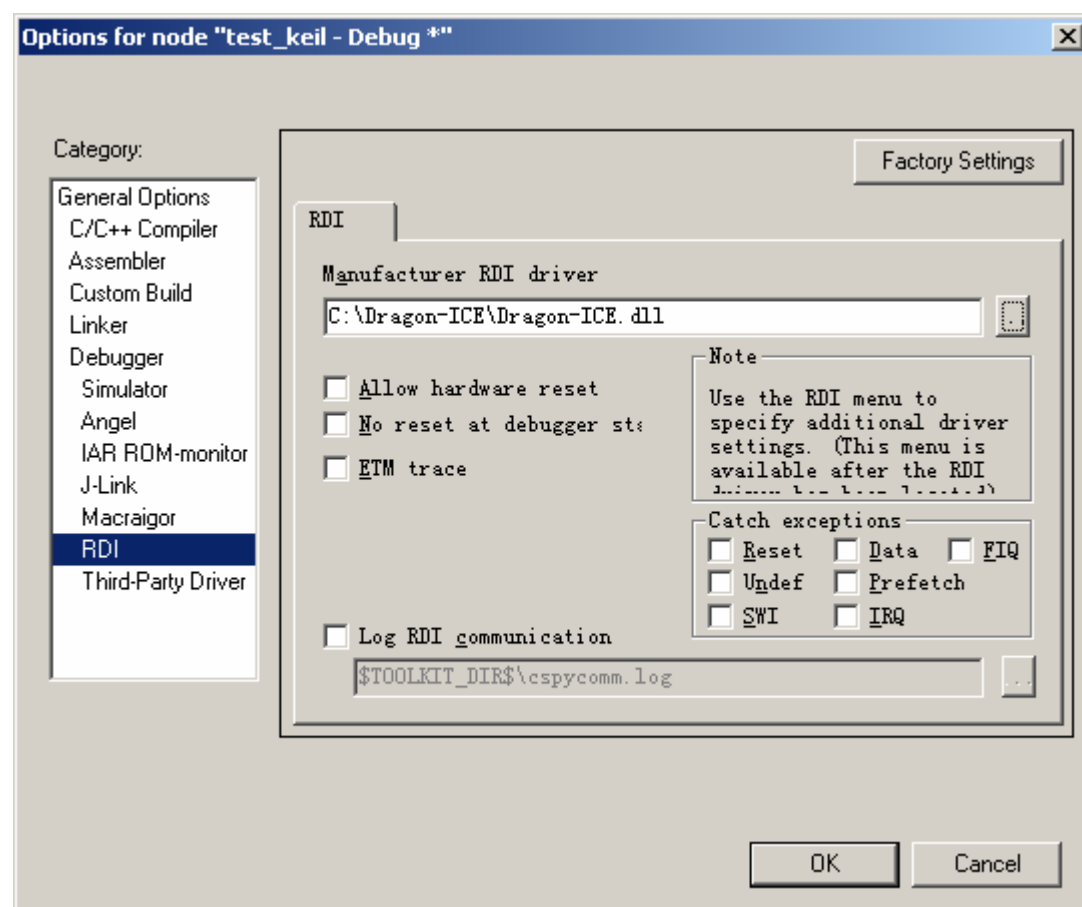 Options for node "test_keil - Debug *"
Category:
Factory Settings
General Options
C/C++ Compiler
Assembler
Custom Build
Linker
Debugger
Simulator
Angel
IAR ROM-monitor
J-Link
Macraigor
RDI
Third-Party Driver
RDI
Manufacturer RDI driver
C:\Dragon-ICE\Dragon-ICE.dll
.
Allow hardware reset
No reset at debugger
ETM trace
Note
Use the RDI menu to
specify additional driver
settings. (This menu is
available after the RDI
Catch exceptions
Reset Data FIQ
Undef Prefetch
SWI IRQ
Log RDI communication
$TOOLKIT_DIR$\cspycomm.log
...
OK Cancel